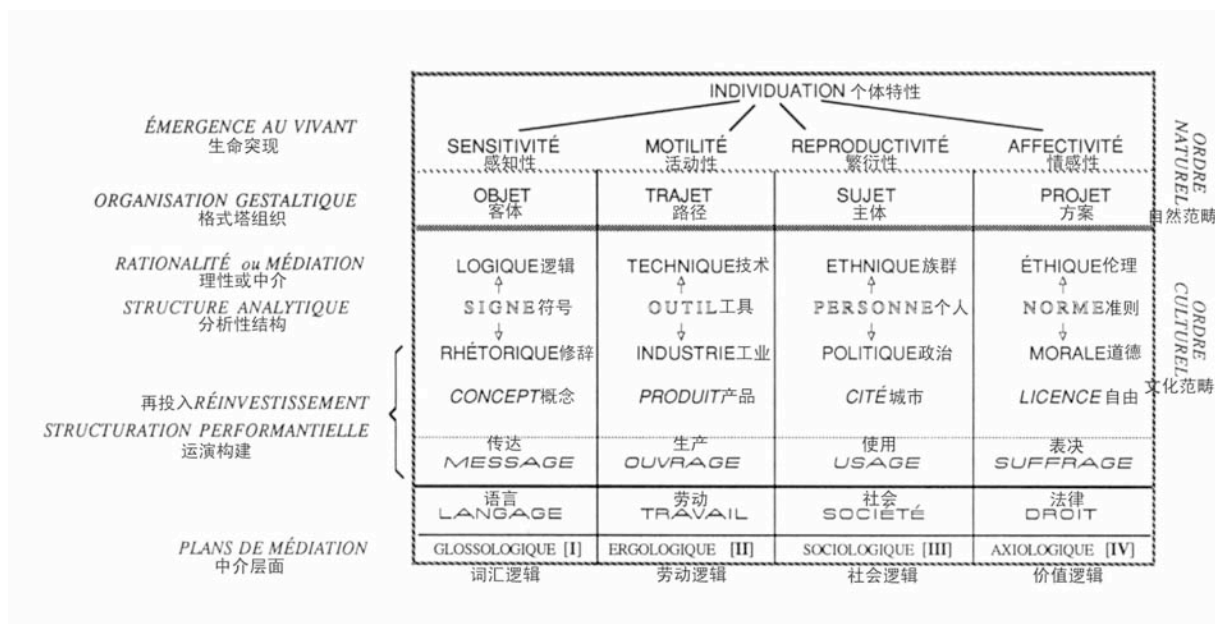 INDIVIDUATION 个体特性
ÉMERGENCE AU VIVANT
生命突现
SENSITIVITÉ MOTILITÉ REPRODUCTIVITÉ AFFECTIVITÉ
感知性 活动性 繁衍性 情感性
ORDRE NATUREL
自然范畴
ORGANISATION GESTALTIQUE
格式塔组织
OBJET TRAJET SUJET PROJET
客体 路径 主体 方案
RATIONALITÉ ou MÉDIATION
理性或中介
LOGIQUE逻辑 TECHNIQUE技术 ETHNIQUE族群 ÉTHIQUE伦理
STRUCTURE ANALYTIQUE
分析性结构
SIGNE符号 OUTIL工具 PERSONNE个人 NORME准则
ORDRE CULTUREL
文化范畴
RHÉTORIQUE修辞 INDUSTRIE工业 POLITIQUE政治 MORALE道德
再投入RÉINVESTISSEMENT
CONCEPT概念 PRODUIT产品 CITÉ城市 LICENCE自由
STRUCTURATION PERFORMANTIELLE
运演构建
传达 生产 使用 表决
MESSAGE OUVRAGE USAGE SUFFRAGE
语言 劳动 社会 法律
LANGAGE TRAVAIL SOCIÉTÉ DROIT
PLANS DE MÉDIATION
中介层面
GLOSSOLOGIQUE [I] ERGOLOGIQUE [II] SOCIOLOGIQUE [III] AXIOLOGIQUE [IV]
词汇逻辑 劳动逻辑 社会逻辑 价值逻辑